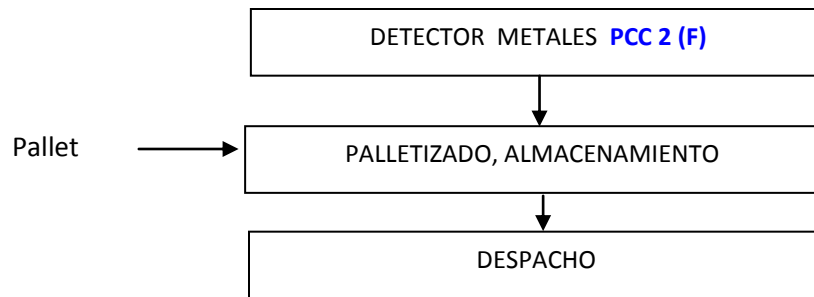 DETECTOR METALES PCC 2 (F)
Pallet
PALLETIZADO, ALMACENAMIENTO
DESPACHO